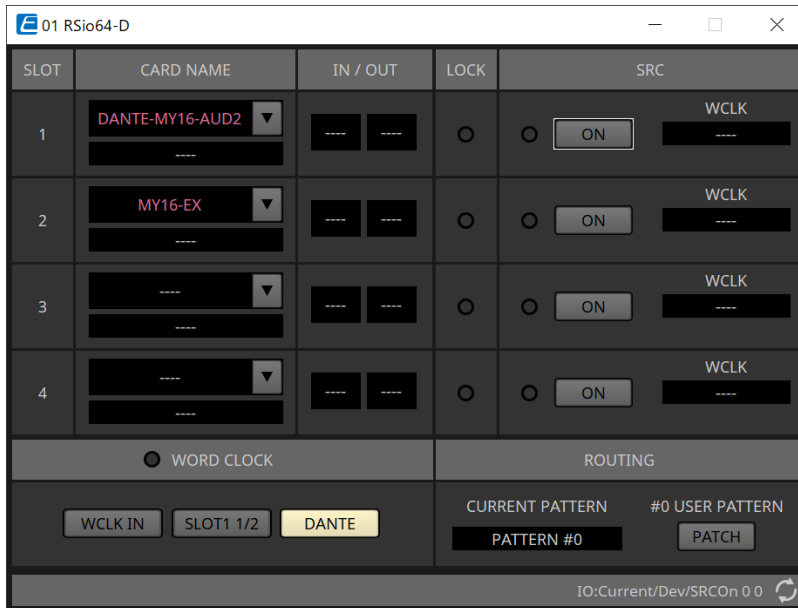 01 RSio64-D
SLOT CARD NAME IN / OUT LOCK SRC
1 DANTE-MY16-AUD2 ---- ---- ---- ON WCLK ----
2 MY16-EX ---- ---- ---- ON WCLK ----
3 ---- ---- ---- ---- ON WCLK ----
4 ---- ---- ---- ---- ON WCLK ----
WORD CLOCK ROUTING
WCLK IN SLOT1 1/2 DANTE
CURRENT PATTERN #0 USER PATTERN
PATTERN #0 PATCH
IO:Current/Dev/SRCOn 0 0